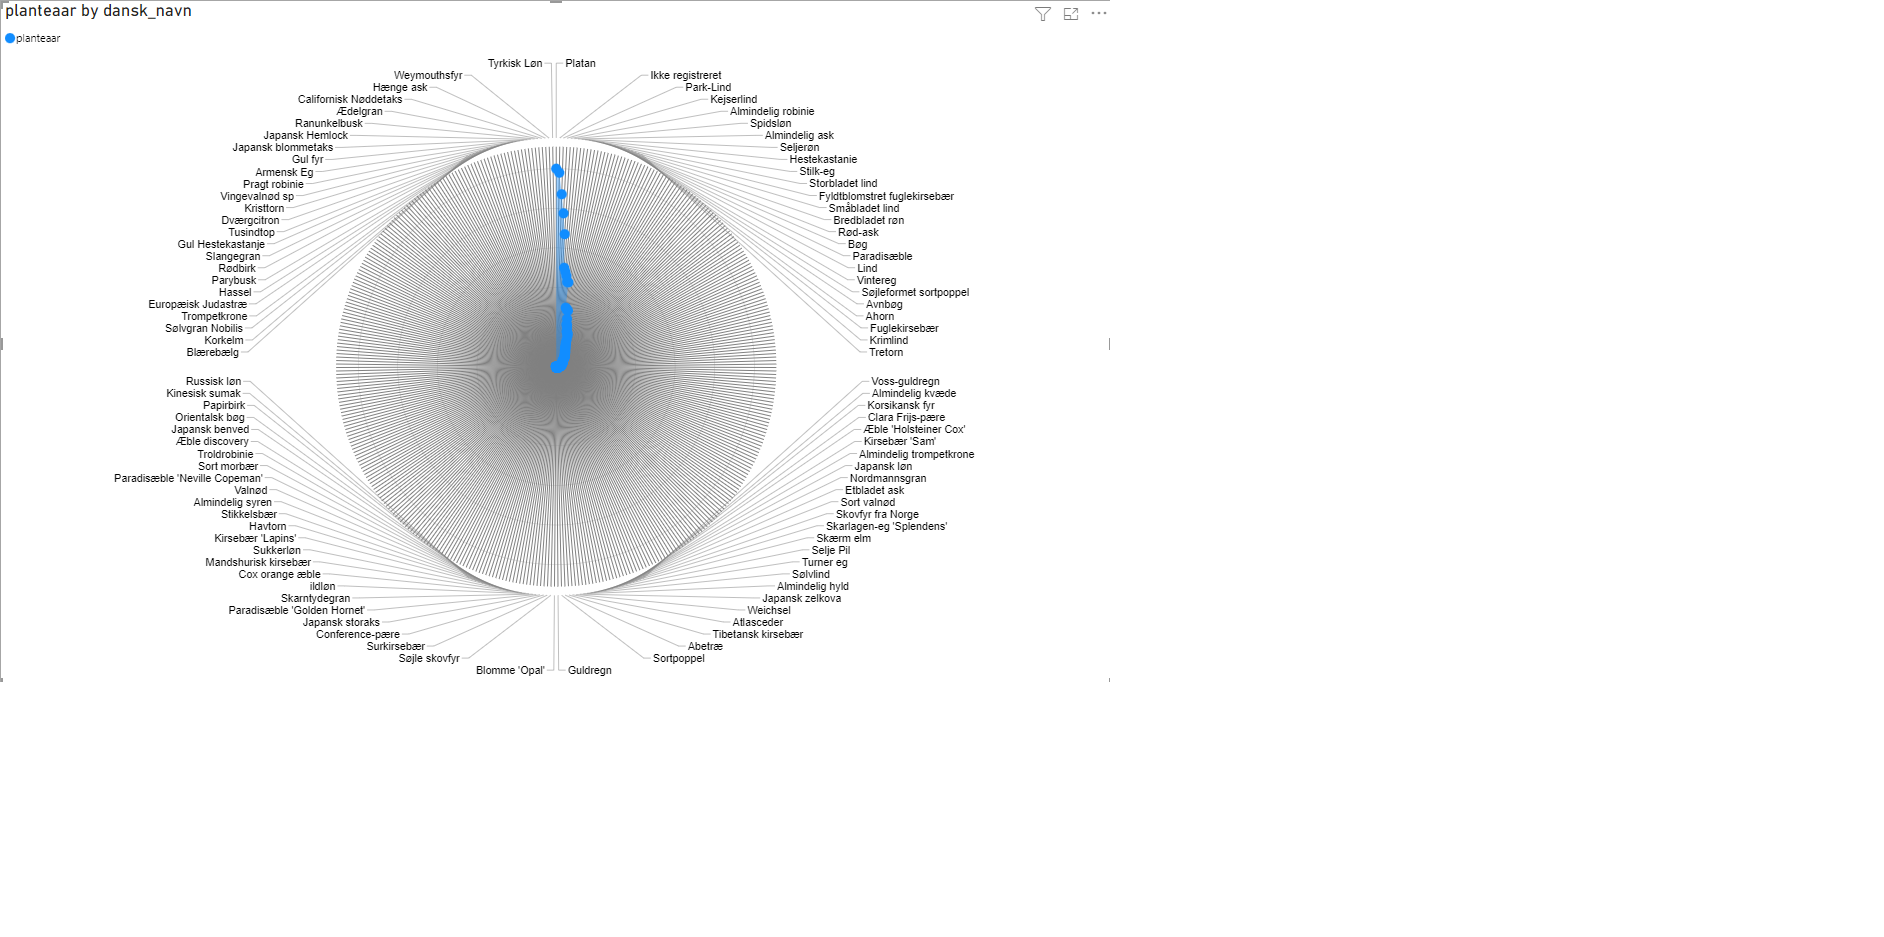 planteaar by dansk_navn
planteaar
Tyrkisk Løn
Platan
Weymouthsfyr
Ikke registreret
Hænge ask
Park-Lind
Californisk Nøddetaks
Kejserlind
Ædelgran
Almindelig robinie
Ranunkelbusk
Spidsløn
Japansk Hemlock
Almindelig ask
Japansk blommetaks
Seljerøn
Gul fyr
Hestekastanie
Armensk Eg
Stilk-eg
Pragt robinie
Storbladet lind
Vingevalnød sp
Fyldtblomstret fuglekirsebær
Kristtorn
Småbladet lind
Dværgcitron
Bredbladet røn
Tusindtop
Rød-ask
Gul Hestekastanje
Bøg
Slangegran
Paradisæble
Rødbirk
Lind
Parybusk
Vintereg
Hassel
Søjleformet sortpoppel
Europæisk Judastræ
Avnbøg
Trompetkrone
Ahorn
Sølvgran Nobilis
Fuglekirsebær
Korkelm
Krimlind
Blærebælg
Tretorn
Russisk løn
Voss-guldregn
Kinesisk sumak
Almindelig kvæde
Papirbirk
Korsikansk fyr
Orientalsk bøg
Clara Frijs-pære
Japansk benved
Æble 'Holsteiner Cox'
Æble discovery
Kirsebær 'Sam'
Troldrobinie
Almindelig trompetkrone
Sort morbær
Japansk løn
Paradisæble 'Neville Copeman'
Nordmannsgran
Valnød
Etbladet ask
Almindelig syren
Sort valnød
Stikkelsbær
Skovfyr fra Norge
Havtorn
Skarlagen-eg 'Splendens'
Kirsebær 'Lapins'
Skærm elm
Sukkerløn
Selje Pil
Mandshurisk kirsebær
Turner eg
Cox orange æble
Sølvlind
ildløn
Almindelig hyld
Skarntydegran
Japansk zelkova
Paradisæble 'Golden Hornet'
Weichsel
Japansk storaks
Atlasceder
Conference-pære
Tibetansk kirsebær
Surkirsebær
Abetræ
Søjle skovfyr
Sortpoppel
Blomme 'Opal'
Guldregn